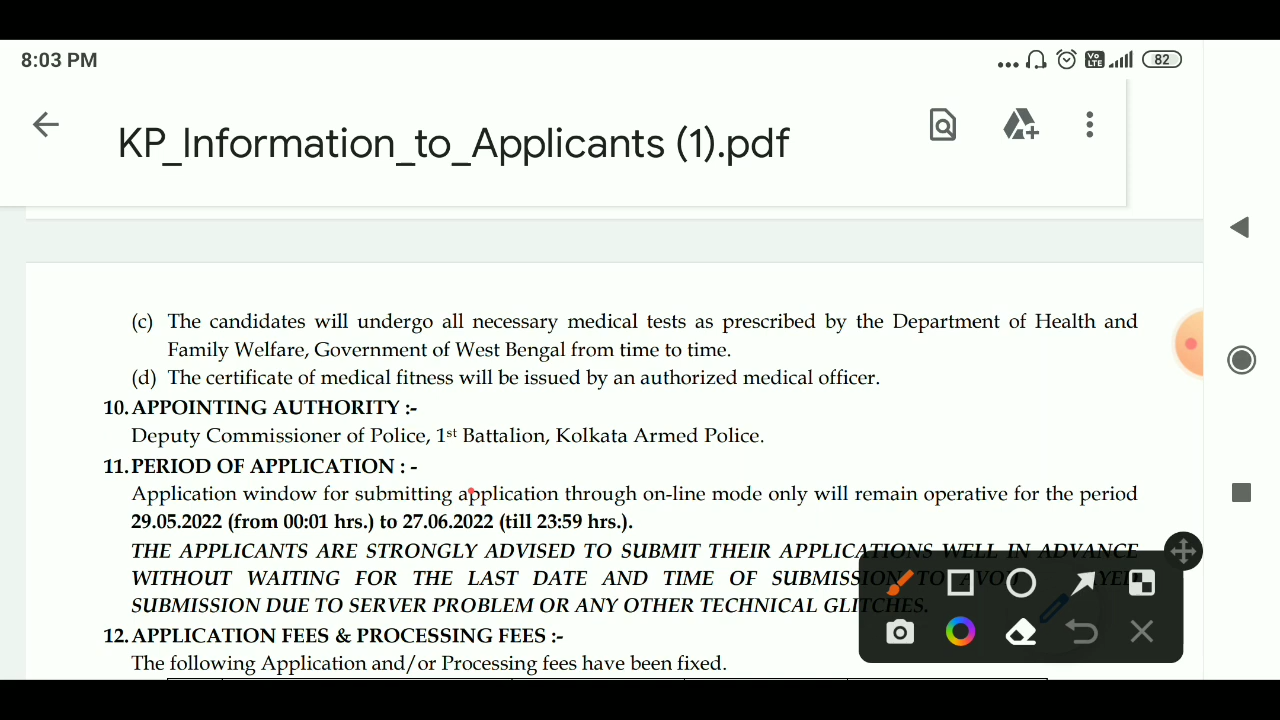 8:03 PM
Vo LTE 82
KP_Information_to_Applicants (1).pdf
(c) The candidates will undergo all necessary medical tests as prescribed by the Department of Health and
Family Welfare, Government of West Bengal from time to time.
(d) The certificate of medical fitness will be issued by an authorized medical officer.
10. APPOINTING AUTHORITY :-
Deputy Commissioner of Police, 1st Battalion, Kolkata Armed Police.
11. PERIOD OF APPLICATION : -
Application window for submitting application through on-line mode only will remain operative for the period
29.05.2022 (from 00:01 hrs.) to 27.06.2022 (till 23:59 hrs.).
THE APPLICANTS ARE STRONGLY ADVISED TO SUBMIT THEIR APPLICATIONS WELL IN ADVANCE
WITHOUT WAITING FOR THE LAST DATE AND TIME OF SUBMISSION TO
SUBMISSION DUE TO SERVER PROBLEM OR ANY OTHER TECHNICAL GLITCHES.
12. APPLICATION FEES & PROCESSING FEES :-
The following Application and/or Processing fees have been fixed.